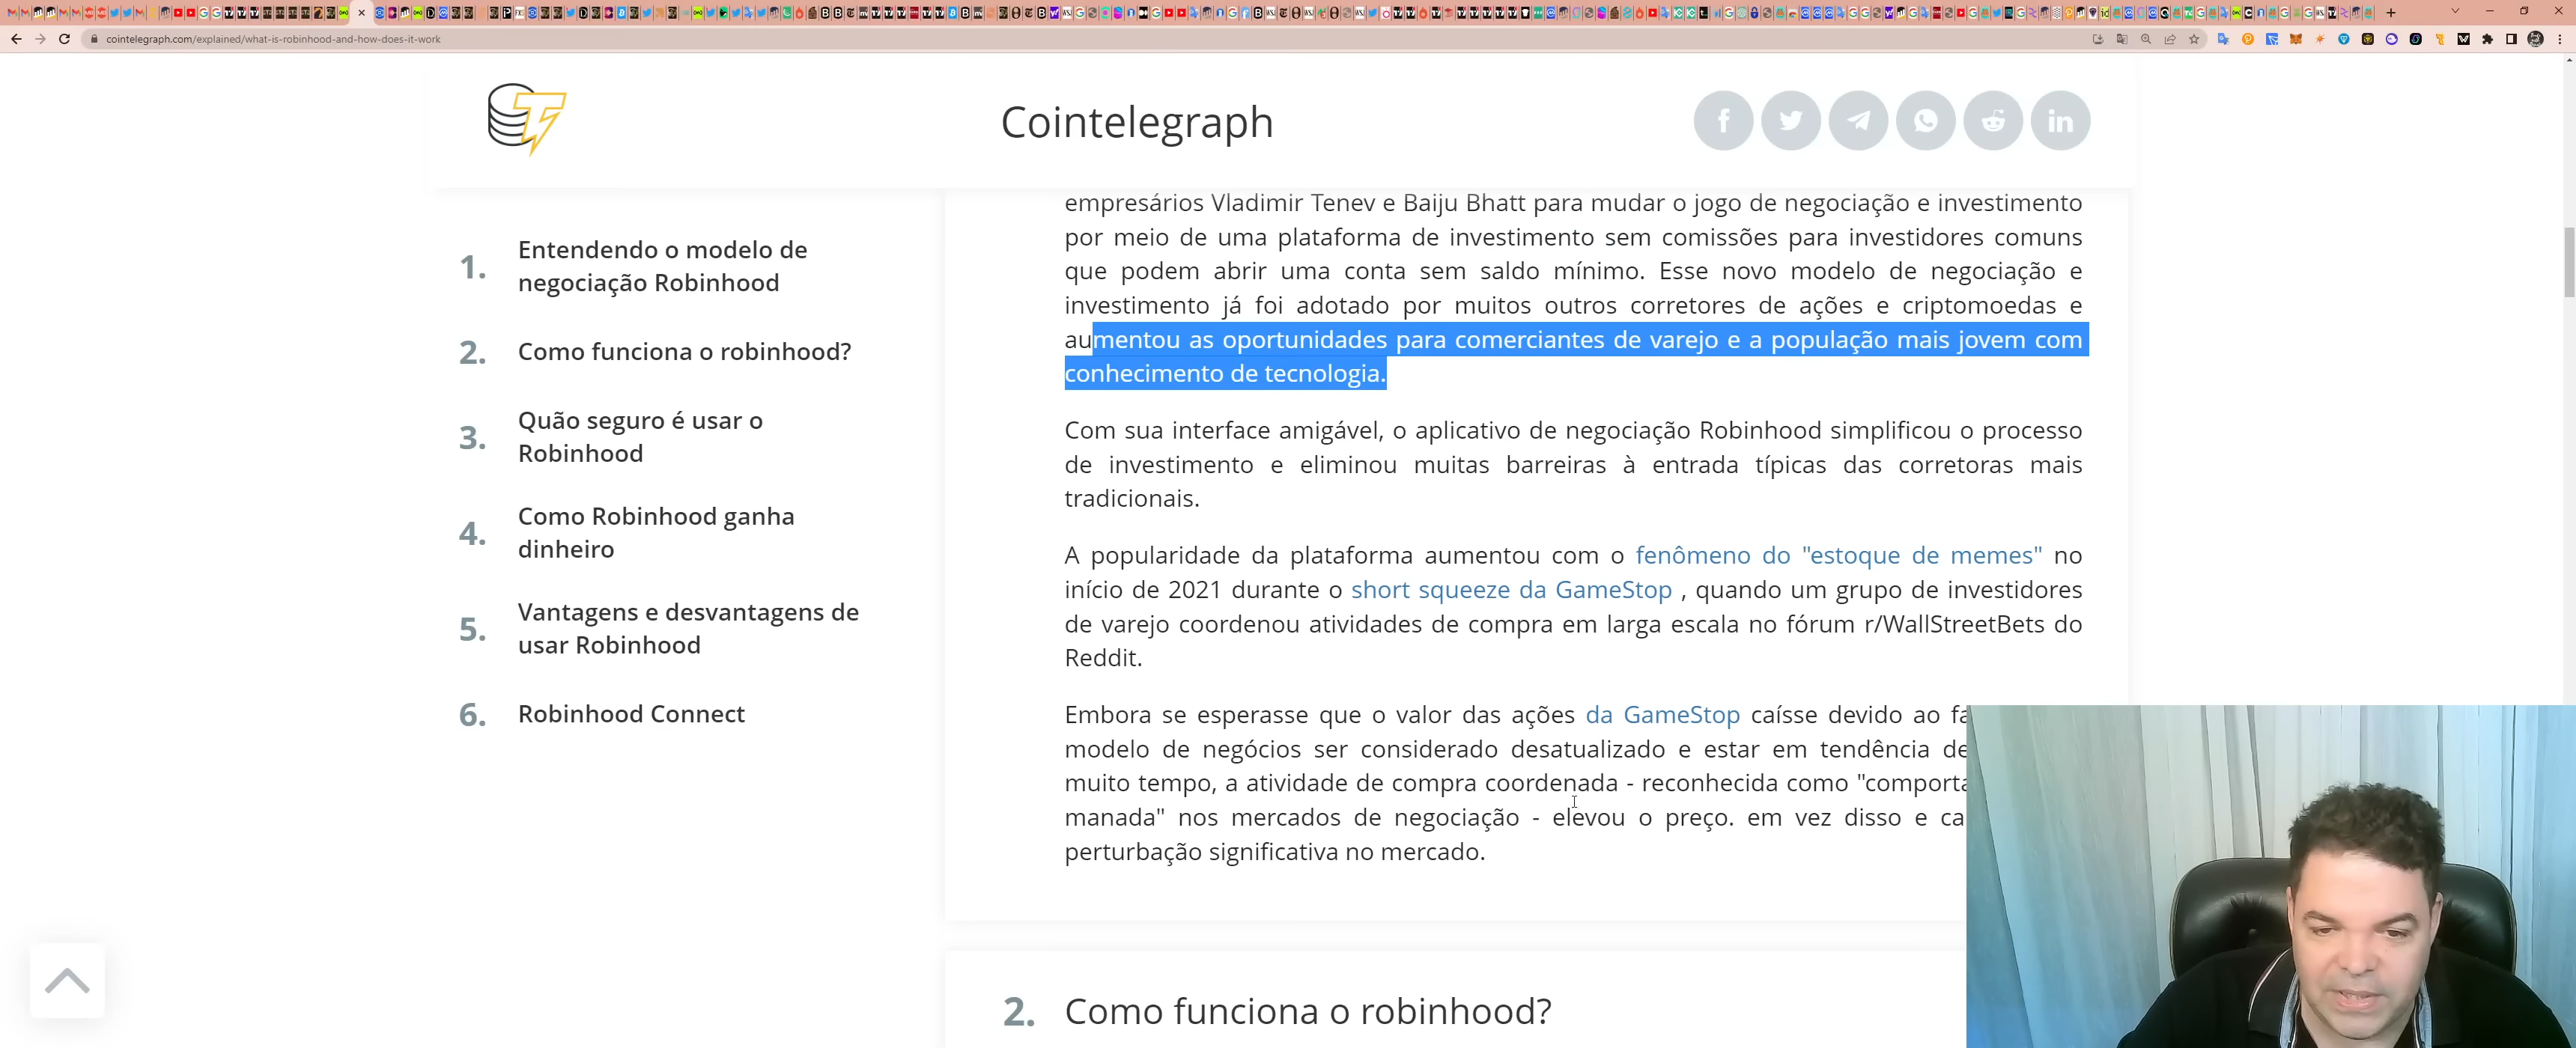 cointelegraph.com/explained/what-is-robinhood-and-how-does-it-work
Cointelegraph
1. Entendendo o modelo de
negociação Robinhood
2. Como funciona o robinhood?
3. Quão seguro é usar o
Robinhood
4. Como Robinhood ganha
dinheiro
5. Vantagens e desvantagens de
usar Robinhood
6. Robinhood Connect
empresários Vladimir Tenev e Baiju Bhatt para mudar o jogo de negociação e investimento
por meio de uma plataforma de investimento sem comissões para investidores comuns
que podem abrir uma conta sem saldo mínimo. Esse novo modelo de negociação e
investimento já foi adotado por muitos outros corretores de ações e criptomoedas e
aumentou as oportunidades para comerciantes de varejo e a população mais jovem com
conhecimento de tecnologia.
Com sua interface amigável, o aplicativo de negociação Robinhood simplificou o processo
de investimento e eliminou muitas barreiras à entrada típicas das corretoras mais
tradicionais.
A popularidade da plataforma aumentou com o fenômeno do "estoque de memes" no
início de 2021 durante o short squeeze da GameStop , quando um grupo de investidores
de varejo coordenou atividades de compra em larga escala no fórum r/WallStreetBets do
Reddit.
Embora se esperasse que o valor das ações da GameStop caísse devido ao
modelo de negócios ser considerado desatualizado e estar em tendência
muito tempo, a atividade de compra coordenada - reconhecida como
manada" nos mercados de negociação - elevou o preço. em vez disso e
perturbação significativa no mercado.
2. Como funciona o robinhood?